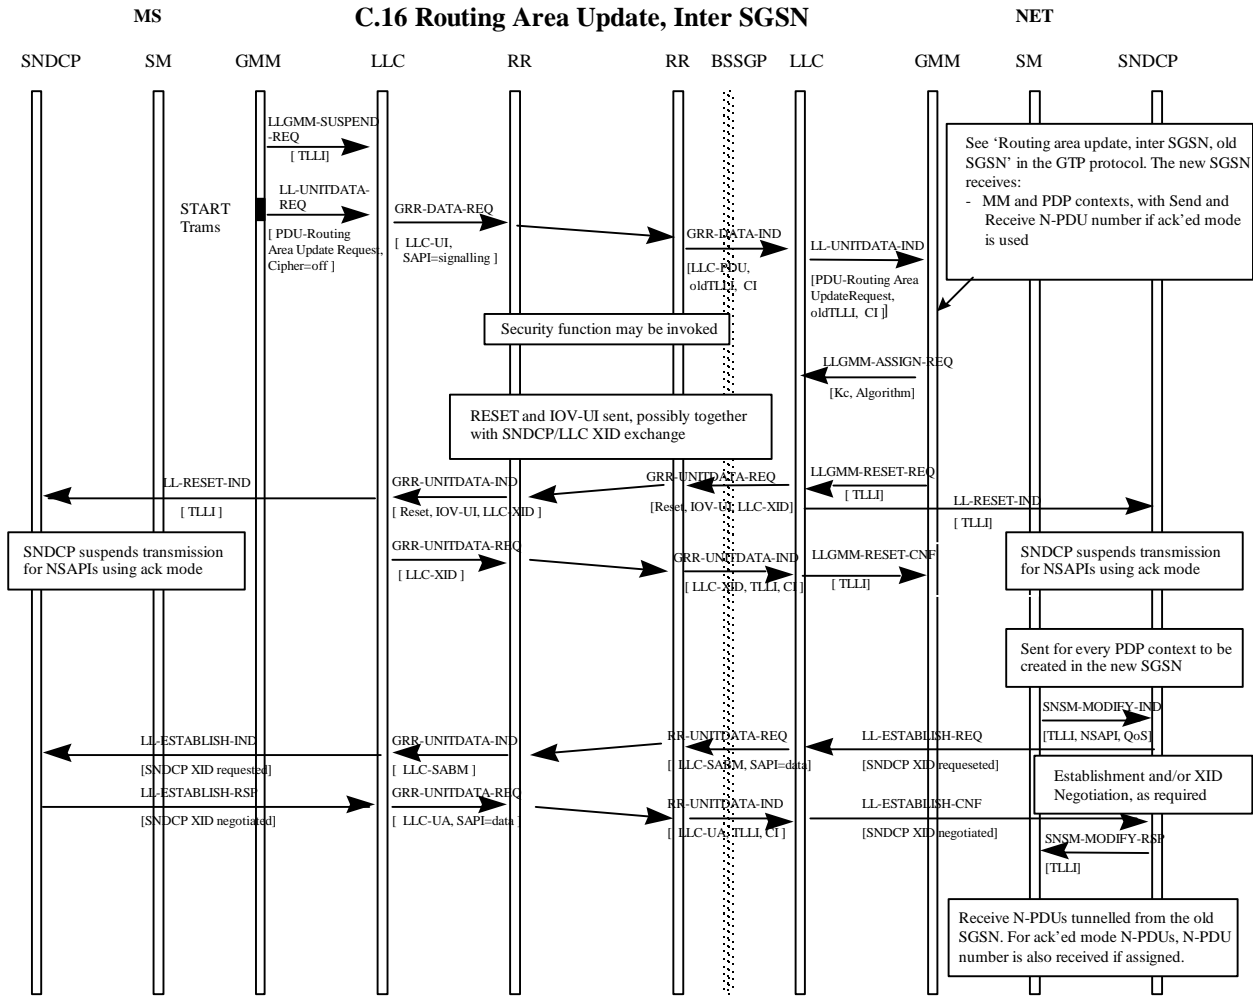 MS
C.16 Routing Area Update, Inter SGSN
NET
SNDCP SM GMM LLC RR RR BSSGP LLC GMM SM SNDCP
LLGMM-SUSPEND
-REQ
[ TLLI]
See ‘Routing area update, inter SGSN, old
SGSN’ in the GTP protocol. The new SGSN
receives:
- MM and PDP contexts, with Send and
Receive N-PDU number if ack’ed mode
is used
START
Trams
LL-UNITDATA-
REQ
[ PDU-Routing
Area Update Request,
Cipher=off ]
GRR-DATA-REQ
[ LLC-UI,
SAPI=signalling ]
GRR-DATA-IND
[LLC-PDU,
oldTLLI, CI
LL-UNITDATA-IND
[PDU-Routing Area
UpdateRequest,
oldTLLI, CI ]]
Security function may be invoked
LLGMM-ASSIGN-REQ
[Kc, Algorithm]
RESET and IOV-UI sent, possibly together
with SNDCP/LLC XID exchange
LL-RESET-IND
[ TLLI ]
GRR-UNITDATA-IND
[ Reset, IOV-UI, LLC-XID ]
GRR-UNITDATA-REQ
[Reset, IOV-UI, LLC-XID]
LLGMM-RESET-REQ
[ TLLI]
LL-RESET-IND
[ TLLI]
SNDCP suspends transmission
for NSAPIs using ack mode
GRR-UNITDATA-REQ
[ LLC-XID ]
GRR-UNITDATA-IND
[ LLC-XID, TLLI, CI ]
LLGMM-RESET-CNF
[ TLLI]
SNDCP suspends transmission
for NSAPIs using ack mode
Sent for every PDP context to be
created in the new SGSN
SNSM-MODIFY-IND
[TLLI, NSAPI, QoS]
LL-ESTABLISH-IND
[SNDCP XID requested]
GRR-UNITDATA-IND
[ LLC-SABM ]
RR-UNITDATA-REQ
[ LLC-SABM, SAPI=data]
LL-ESTABLISH-REQ
[SNDCP XID requeseted]
Establishment and/or XID
Negotiation, as required
LL-ESTABLISH-RSP
[SNDCP XID negotiated]
GRR-UNITDATA-REQ
[ LLC-UA, SAPI=data ]
RR-UNITDATA-IND
[ LLC-UA, TLLI, CI ]
LL-ESTABLISH-CNF
[SNDCP XID negotiated]
SNSM-MODIFY-RSP
[TLLI]
Receive N-PDUs tunnelled from the old
SGSN. For ack’ed mode N-PDUs, N-PDU
number is also received if assigned.